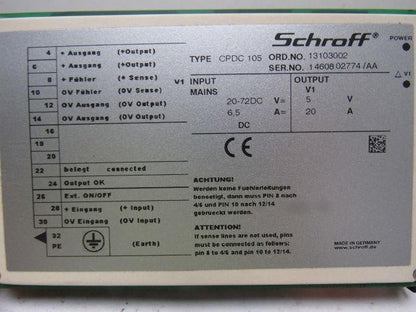 Schroff®
POWER
TYPE CPDC 105 ORD.NO. 13103002
SER.NO. 1460802774/AA
V1
INPUT OUTPUT
MAINS V1
20-72DC V= 5 V
6,5 A= 20 A
DC
CE
4 + Ausgang (+Output)
6 + Ausgang (+Output)
8 + Fühler (+ Sense) V1
10 0V Fühler (0V Sense)
12 0V Ausgang (0V Output)
14 0V Ausgang (0V Output)
16
18
20
22 belegt connected
24 Output OK
26 Ext. ON/OFF
28 + Eingang (+ Input)
30 0V Eingang (0V Input)
32 PE (Earth)
ACHTUNG!
Werden keine Fuehlerleitungen
benoetigt, dann muss PIN 8 nach
4/6 und PIN 10 nach 12/14
gebrueckt werden.
ATTENTION!
If sense lines are not used, pins
must be connected as follows:
pin 8 to 4/6 and pin 10 to 12/14.
MADE IN GERMANY
www.schroff.biz